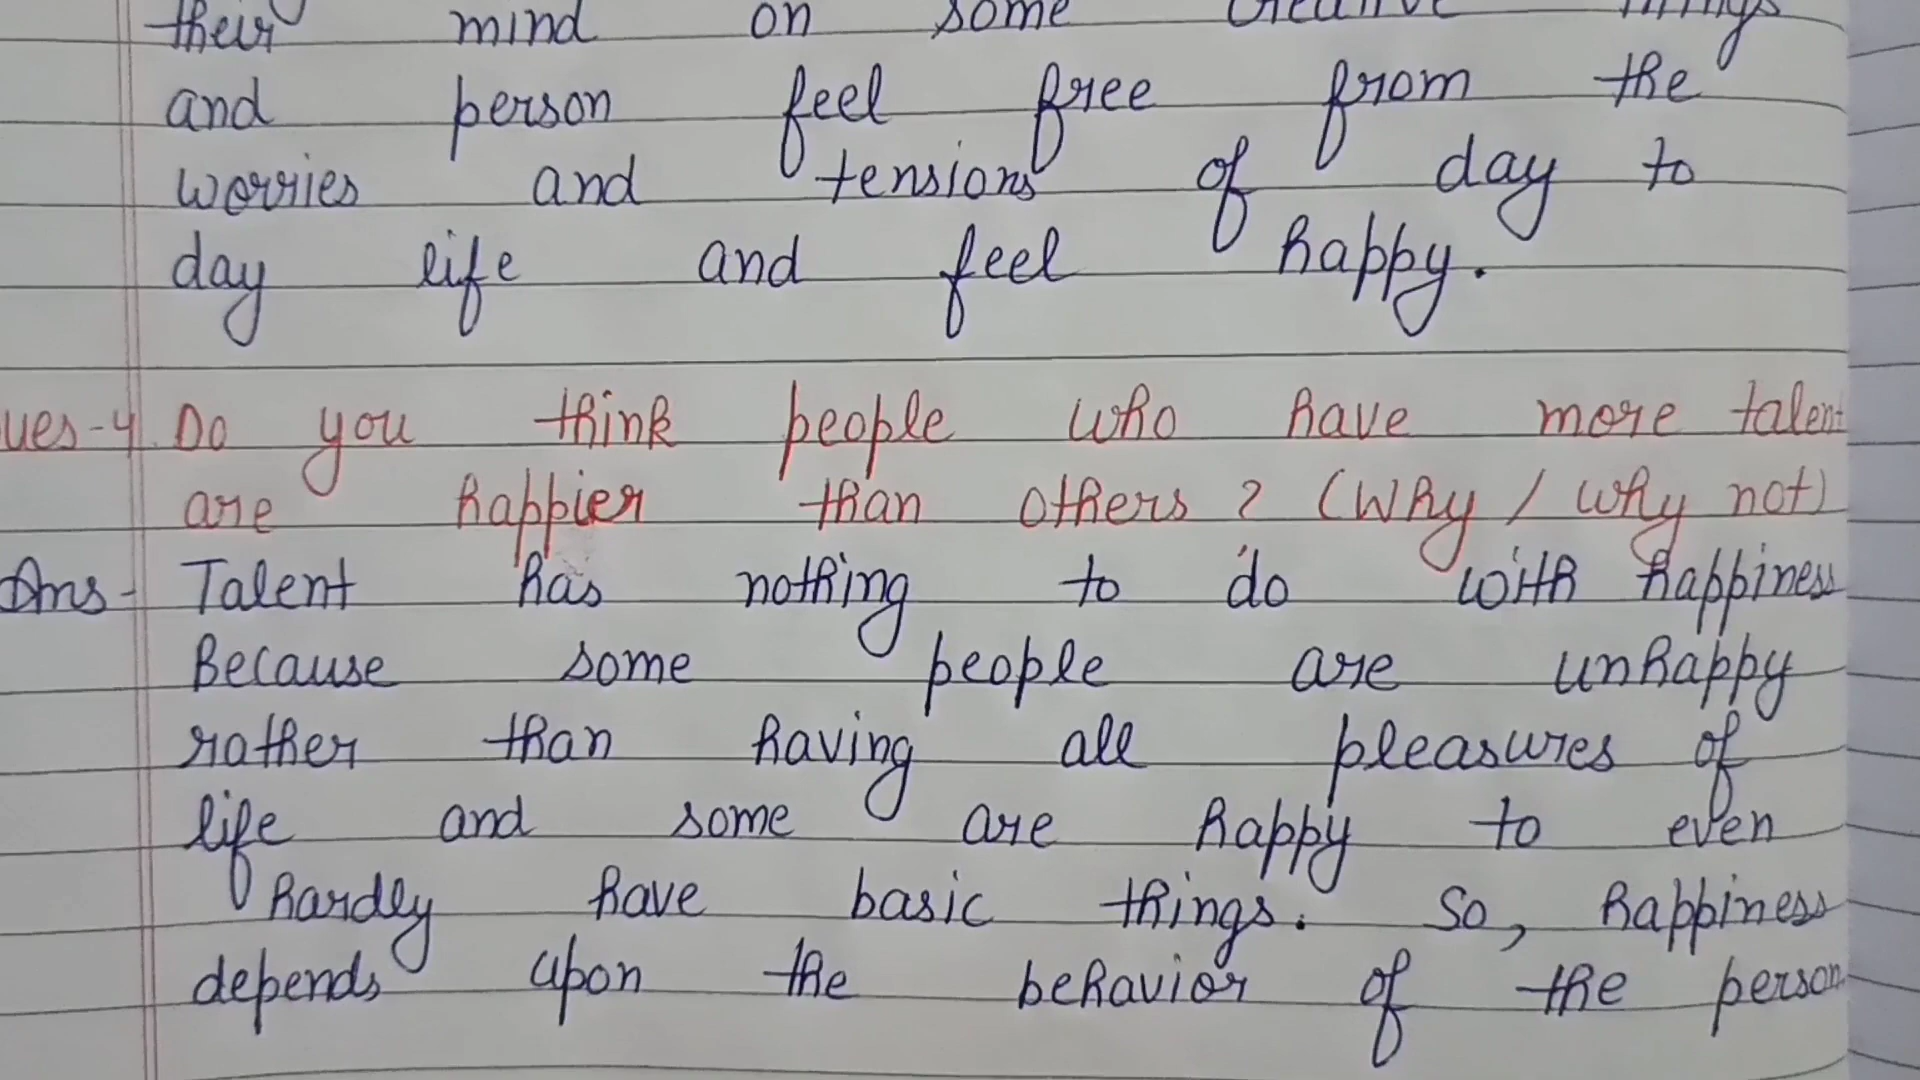 their mind on some creative things
and person feel free from the
worries and tensions of day to
day life and feel happy.
ues-4. Do you think people who have more talent
are happier than others? (Why / Why not)
Ans- Talent has nothing to do with happiness
Because some people are unhappy
rather than having all pleasures of
life and some are happy to even
hardly have basic things. So, happiness
depends upon the behavior of the person